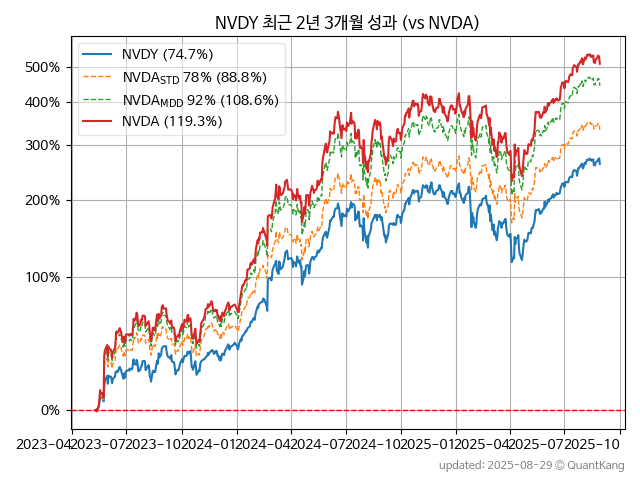 NVDY 최근 2년 3개월 성과 (vs NVDA)
NVDY (74.7%)
NVDA_STD 78% (88.8%)
NVDA_MDD 92% (108.6%)
NVDA (119.3%)
500%
400%
300%
200%
100%
0%
2023-04 2023-07 2023-10 2024-01 2024-04 2024-07 2024-10 2025-01 2025-04 2025-07 2025-10
updated: 2025-08-29 © QuantKang